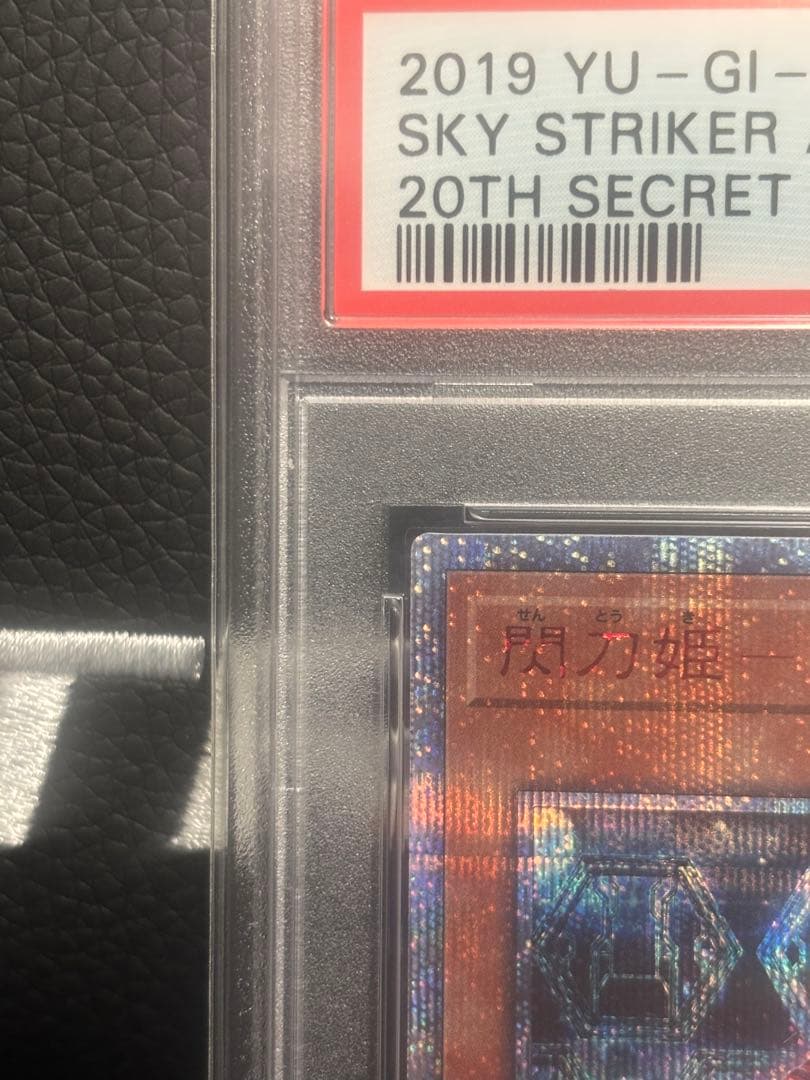 2019 YU-GI-
SKY STRIKER
20TH SECRET
せん とう き
閃刀姫－